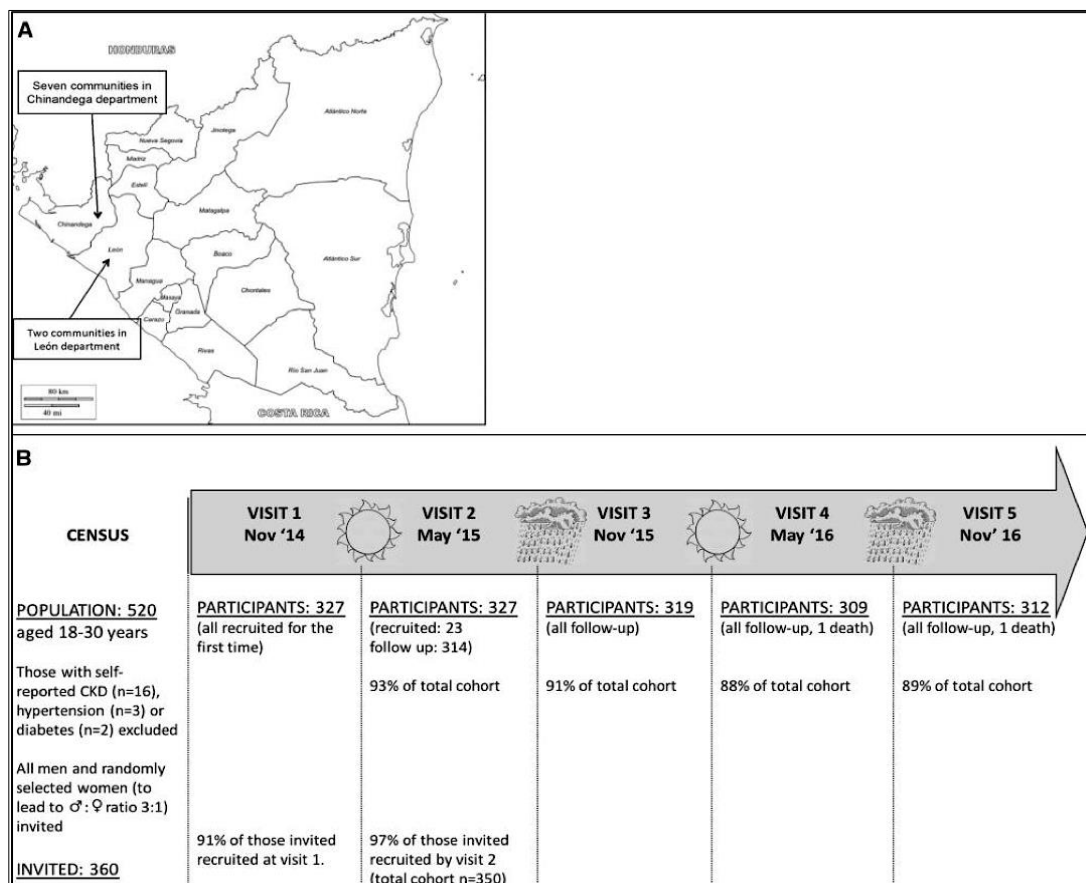 A
HONDURAS
Seven communities in
Chinandega department
Atlántico Norte
Jinotega
Nueva Segovia
Madriz
Estelí
Matagalpa
Chinandega
León
Boaco
Atlántico Sur
Managua
Chontales
Masaya
Granada
Carazo
Two communities in
León department
Rivas
Río San Juan
80 km
40 mi
COSTA RICA
B
CENSUS
VISIT 1
Nov ‘14
VISIT 2
May ‘15
VISIT 3
Nov ‘15
VISIT 4
May ‘16
VISIT 5
Nov’ 16
POPULATION: 520
aged 18-30 years
Those with self-
reported CKD (n=16),
hypertension (n=3) or
diabetes (n=2) excluded
All men and randomly
selected women (to
lead to ♂:♀ ratio 3:1)
invited
INVITED: 360
PARTICIPANTS: 327
(all recruited for the
first time)
91% of those invited
recruited at visit 1.
PARTICIPANTS: 327
(recruited: 23
follow up: 314)
93% of total cohort
97% of those invited
recruited by visit 2
(total cohort n=350)
PARTICIPANTS: 319
(all follow-up)
91% of total cohort
PARTICIPANTS: 309
(all follow-up, 1 death)
88% of total cohort
PARTICIPANTS: 312
(all follow-up, 1 death)
89% of total cohort